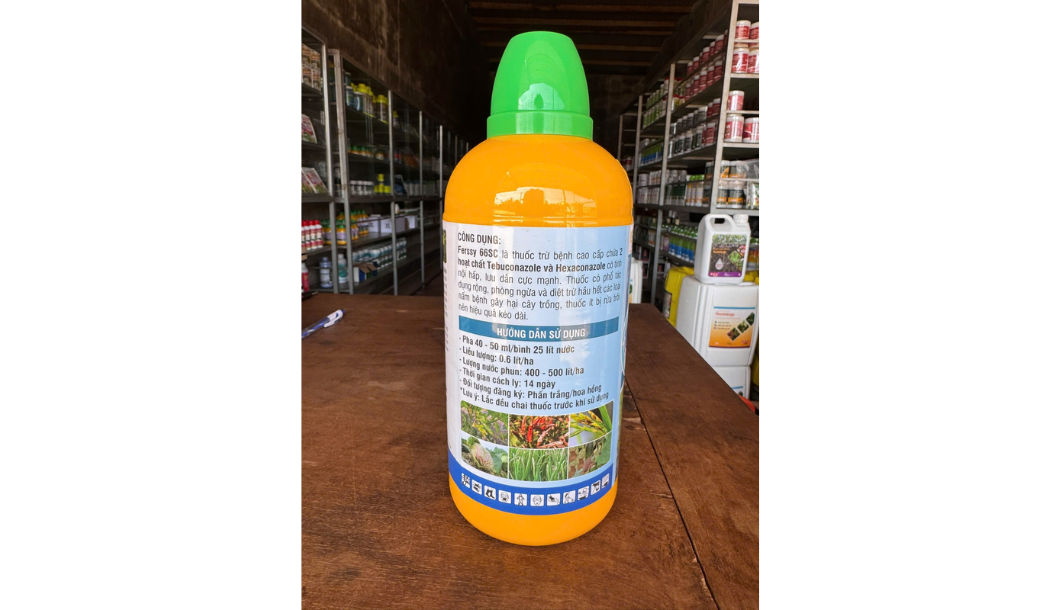 CÔNG DỤNG:
Ferssy 66SC là thuốc trừ bệnh cao cấp chứa 2
hoạt chất Tebuconazole và Hexaconazole có tính
nội hấp, lưu dẫn cực mạnh. Thuốc có phổ tác
dụng rộng, phòng ngừa và diệt trừ hầu hết các loại
nấm bệnh gây hại cây trồng, thuốc ít bị rửa trôi
nên hiệu quả kéo dài.
HƯỚNG DẪN SỬ DỤNG
- Pha 40 - 50 ml/bình 25 lít nước
- Liều lượng: 0.6 lít/ha
- Lượng nước phun: 400 - 500 lít/ha
- Thời gian cách ly: 14 ngày
- Đối tượng đăng ký: Phấn trắng/hoa hồng
*Lưu ý: Lắc đều chai thuốc trước khi sử dụng